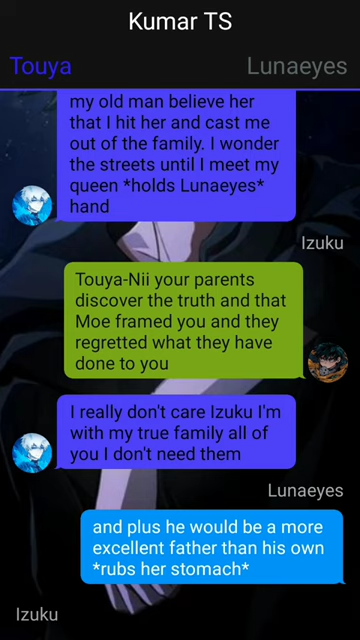 Kumar TS
Touya
Lunaeyes
my old man believe her
that I hit her and cast me
out of the family. I wonder
the streets until I meet my
queen *holds Lunaeyes*
hand
Izuku
Touya-Nii your parents
discover the truth and that
Moe framed you and they
regretted what they have
done to you
I really don't care Izuku I'm
with my true family all of
you I don't need them
Lunaeyes
and plus he would be a more
excellent father than his own
*rubs her stomach*
Izuku